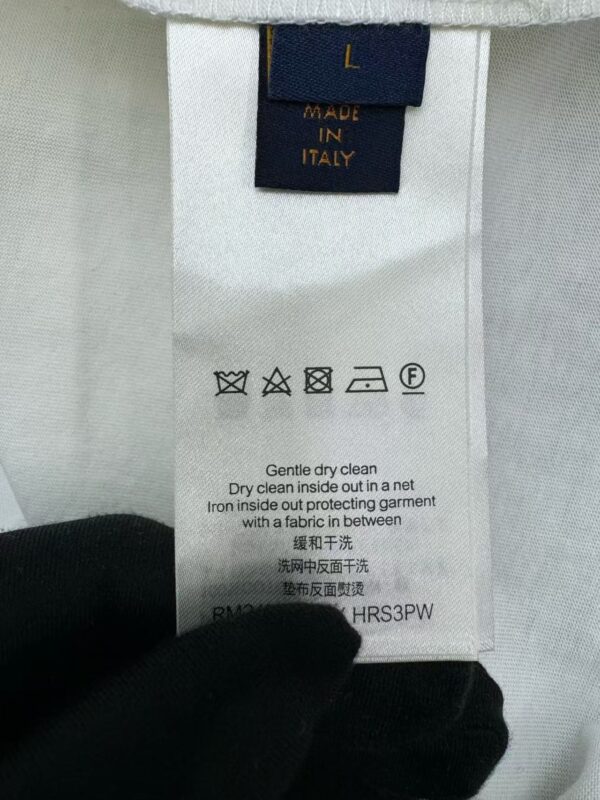 L
MADE
IN
ITALY
F
Gentle dry clean
Dry clean inside out in a net
Iron inside out protecting garment
with a fabric in between
缓和干洗
洗网中反面干洗
垫布反面熨烫
HRS3PW